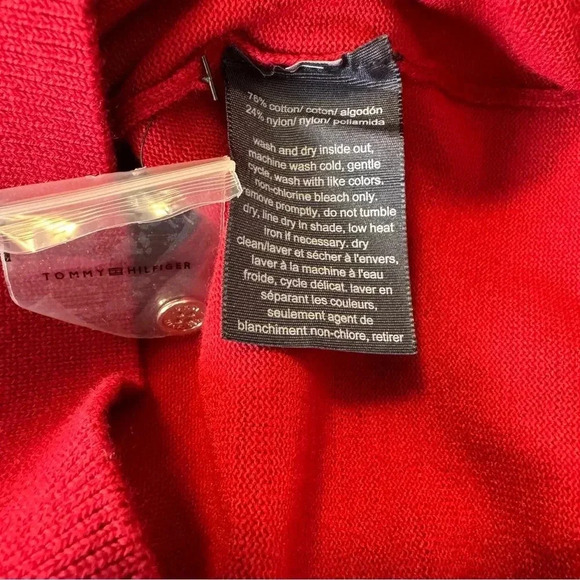 76% cotton/ coton/ algodón
24% nylon/ nylon/ poliamida
wash and dry inside out,
machine wash cold, gentle
cycle, wash with like colors.
non-chlorine bleach only.
remove promptly, do not tumble
dry, line dry in shade, low heat
iron if necessary. dry
clean/laver et sécher à l'envers,
laver à la machine à l'eau
froide, cycle délicat. laver en
séparant les couleurs,
seulement agent de
blanchiment non-chlore, retirer
TOMMY HILFIGER